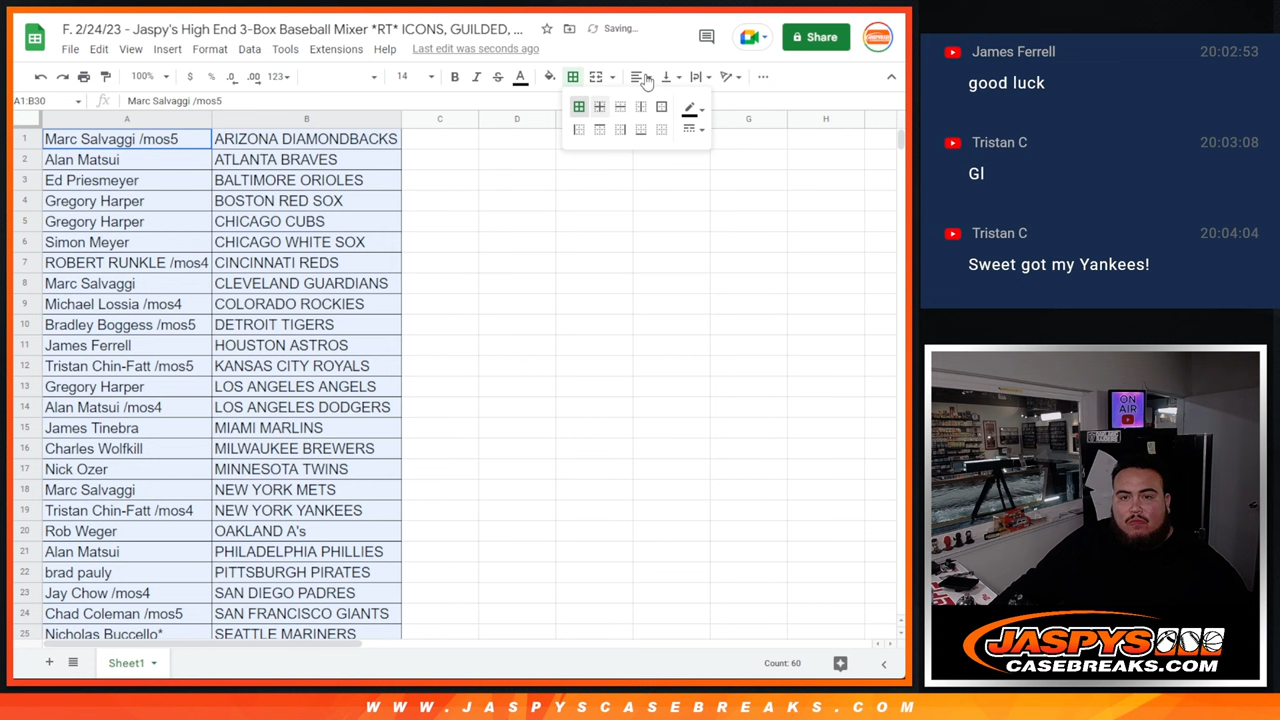 F. 2/24/23 - Jaspy's High End 3-Box Baseball Mixer *RT* ICONS, GUILDED, ...
Saving...
Share
File Edit View Insert Format Data Tools Extensions Help Last edit was seconds ago
100% $ % .0 .00 123 14 B I S A
A1:B30 fx Marc Salvaggi /mos5
A B C D E F G H
1 Marc Salvaggi /mos5 ARIZONA DIAMONDBACKS
2 Alan Matsui ATLANTA BRAVES
3 Ed Priesmeyer BALTIMORE ORIOLES
4 Gregory Harper BOSTON RED SOX
5 Gregory Harper CHICAGO CUBS
6 Simon Meyer CHICAGO WHITE SOX
7 ROBERT RUNKLE /mos4 CINCINNATI REDS
8 Marc Salvaggi CLEVELAND GUARDIANS
9 Michael Lossia /mos4 COLORADO ROCKIES
10 Bradley Boggess /mos5 DETROIT TIGERS
11 James Ferrell HOUSTON ASTROS
12 Tristan Chin-Fatt /mos5 KANSAS CITY ROYALS
13 Gregory Harper LOS ANGELES ANGELS
14 Alan Matsui /mos4 LOS ANGELES DODGERS
15 James Tinebra MIAMI MARLINS
16 Charles Wolfkill MILWAUKEE BREWERS
17 Nick Ozer MINNESOTA TWINS
18 Marc Salvaggi NEW YORK METS
19 Tristan Chin-Fatt /mos4 NEW YORK YANKEES
20 Rob Weger OAKLAND A's
21 Alan Matsui PHILADELPHIA PHILLIES
22 brad pauly PITTSBURGH PIRATES
23 Jay Chow /mos4 SAN DIEGO PADRES
24 Chad Coleman /mos5 SAN FRANCISCO GIANTS
25 Nicholas Buccello* SEATTLE MARINERS
Sheet1
Count: 60
James Ferrell 20:02:53
good luck
Tristan C 20:03:08
Gl
Tristan C 20:04:04
Sweet got my Yankees!
ON
AIR
JASPYS
CASEBREAKS.COM
WWW.JASPYSCASEBREAKS.COM